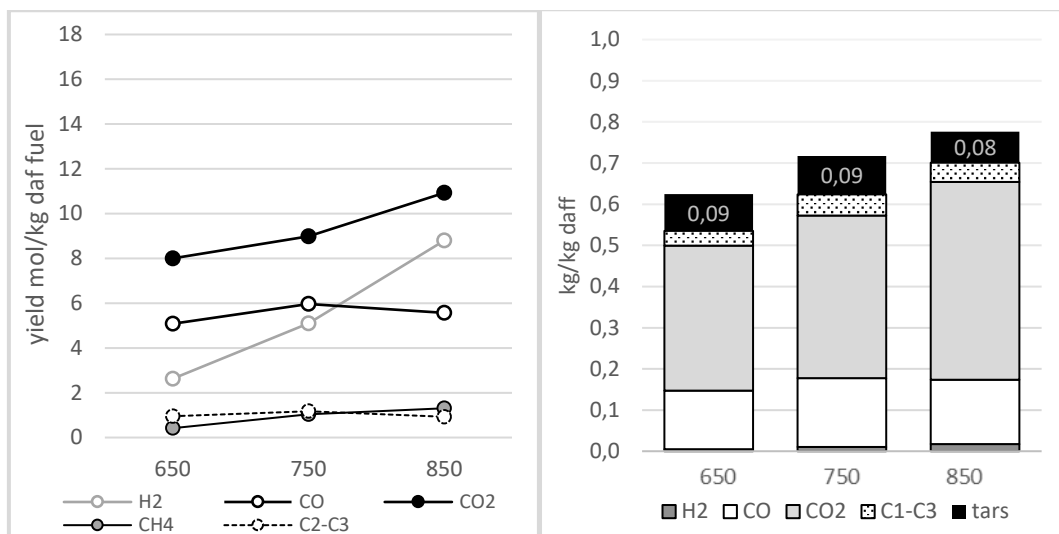 18
16
14
12
10
8
6
4
2
0
yield mol/kg daf fuel
650 750 850
H2 CO CO2
CH4 C2-C3
1,0
0,9
0,8
0,7
0,6
0,5
0,4
0,3
0,2
0,1
0,0
kg/kg daff
0,09 0,09 0,08
650 750 850
H2 CO CO2 C1-C3 tars